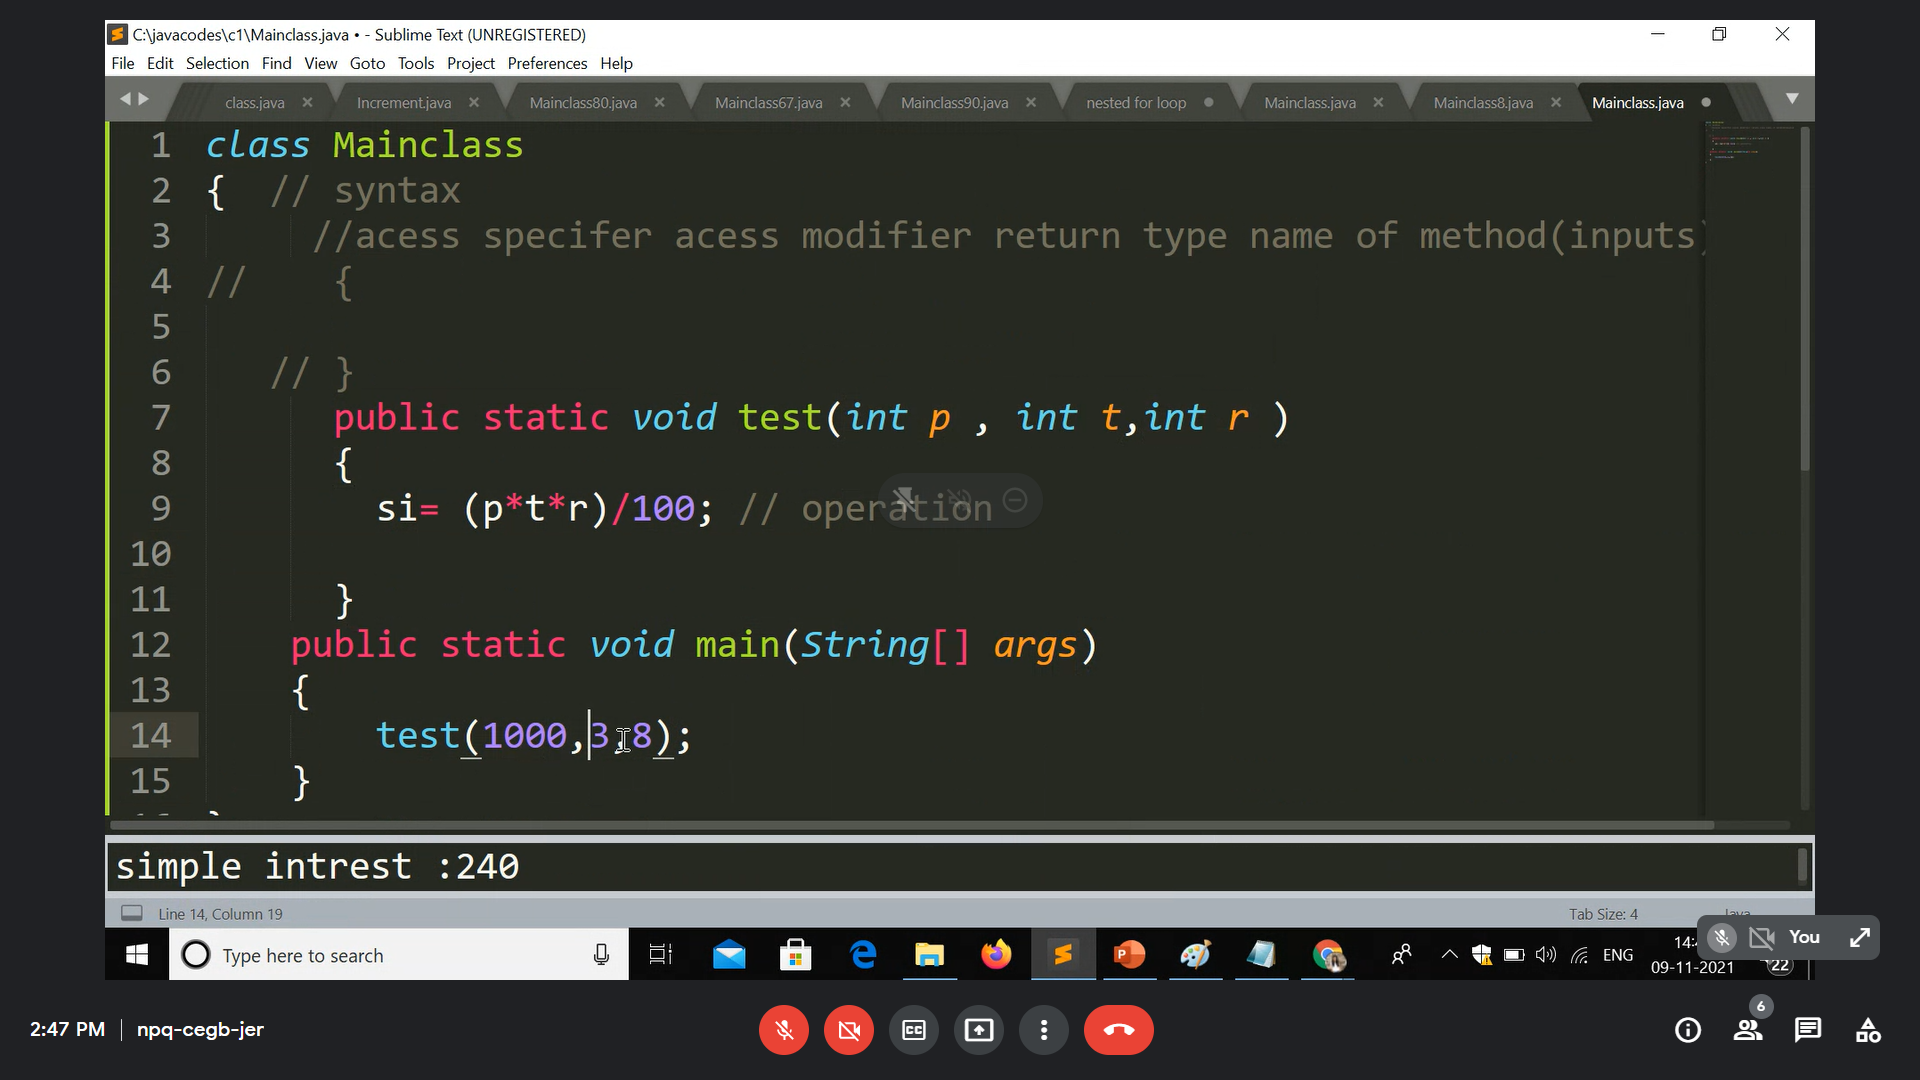 C:\javacodes\c1\Mainclass.java • - Sublime Text (UNREGISTERED)
File Edit Selection Find View Goto Tools Project Preferences Help
class.java Increment.java Mainclass80.java Mainclass67.java Mainclass90.java nested for loop Mainclass.java Mainclass8.java Mainclass.java
1 class Mainclass
2 { // syntax
3 //acess specifer acess modifier return type name of method(inputs)
4 // {
5
6 // }
7 public static void test(int p , int t,int r )
8 {
9 si= (p*t*r)/100; // operation
10
11 }
12 public static void main(String[] args)
13 {
14 test(1000,3,8);
15 }
simple intrest :240
Line 14, Column 19 Tab Size: 4 Java
Type here to search
ENG
09-11-2021
22
You
2:47 PM | npq-cegb-jer
6